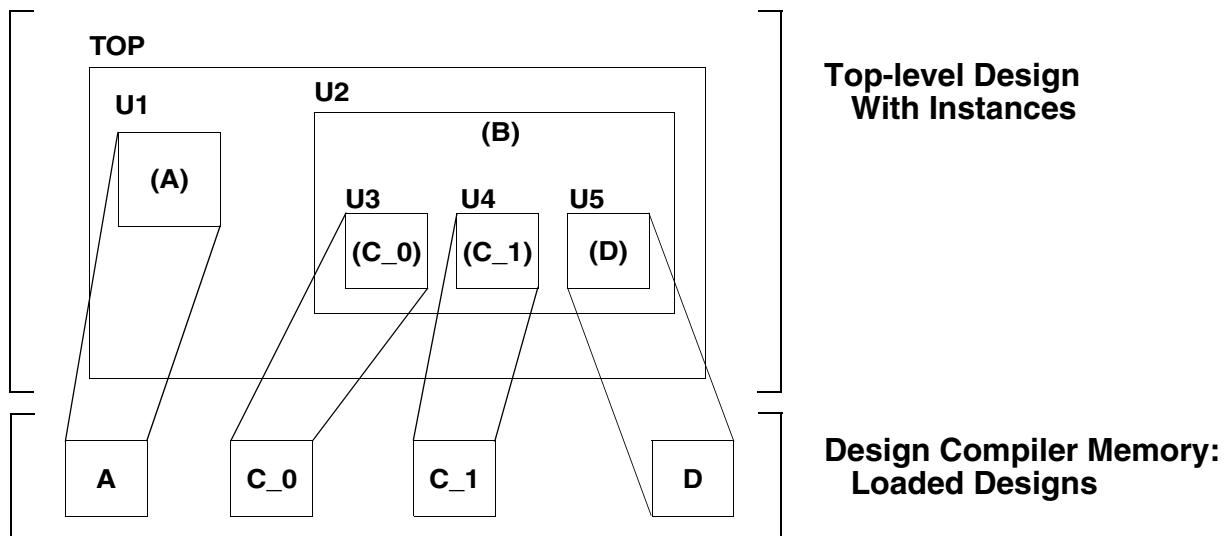 TOP
Top-level Design
With Instances
U1
U2
(B)
(A)
U3
U4
U5
(C_0)
(C_1)
(D)
A
C_0
C_1
D
Design Compiler Memory:
Loaded Designs